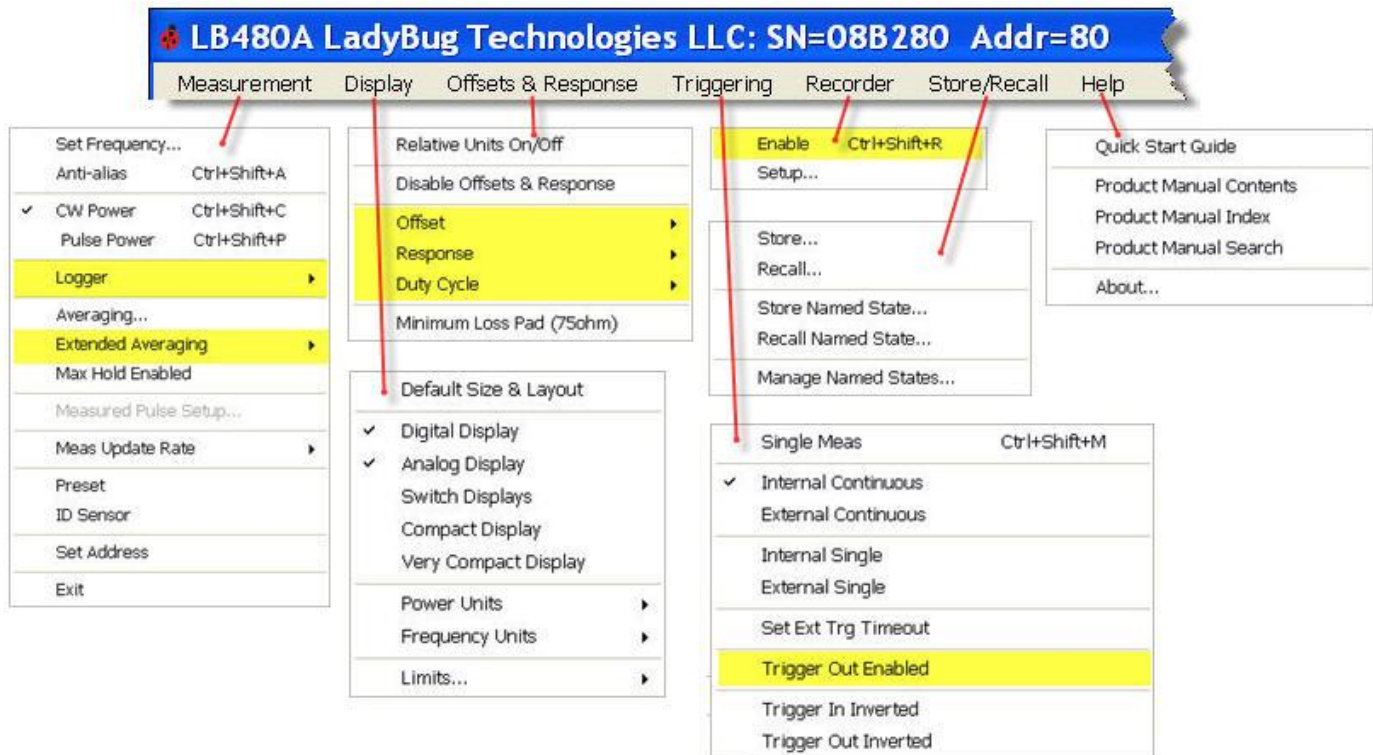 LB480A LadyBug Technologies LLC: SN=08B280 Addr=80
Measurement Display Offsets & Response Triggering Recorder Store/Recall Help
Set Frequency...
Anti-alias Ctrl+Shift+A
CW Power Ctrl+Shift+C
Pulse Power Ctrl+Shift+P
Logger
Averaging...
Extended Averaging
Max Hold Enabled
Measured Pulse Setup...
Meas Update Rate
Preset
ID Sensor
Set Address
Exit
Relative Units On/Off
Disable Offsets & Response
Offset
Response
Duty Cycle
Minimum Loss Pad (75ohm)
Default Size & Layout
Digital Display
Analog Display
Switch Displays
Compact Display
Very Compact Display
Power Units
Frequency Units
Limits...
Enable Ctrl+Shift+R
Setup...
Store...
Recall...
Store Named State...
Recall Named State...
Manage Named States...
Single Meas Ctrl+Shift+M
Internal Continuous
External Continuous
Internal Single
External Single
Set Ext Trg Timeout
Trigger Out Enabled
Trigger In Inverted
Trigger Out Inverted
Quick Start Guide
Product Manual Contents
Product Manual Index
Product Manual Search
About...